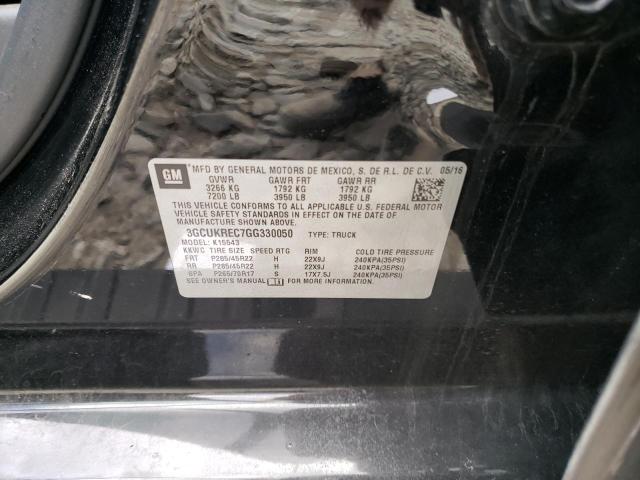 GM MFD BY GENERAL MOTORS DE MEXICO, S. DE R.L. DE C.V. 05/16
GVWR GAWR FRT GAWR RR
3266 KG 1792 KG 1792 KG
7200 LB 3950 LB 3950 LB
THIS VEHICLE CONFORMS TO ALL APPLICABLE U.S. FEDERAL MOTOR
VEHICLE SAFETY STANDARDS IN EFFECT ON THE DATE OF
MANUFACTURE SHOWN ABOVE.
3GCUKREC7GG330050 TYPE: TRUCK
MODEL: K15543
KKWC TIRE SIZE SPEED RTG RIM COLD TIRE PRESSURE
FRT P285/45R22 H 22X9J 240KPA(35PSI)
RR P285/45R22 H 22X9J 240KPA(35PSI)
SPA P265/70R17 S 17X7.5J 240KPA(35PSI)
SEE OWNER'S MANUAL FOR MORE INFORMATION.